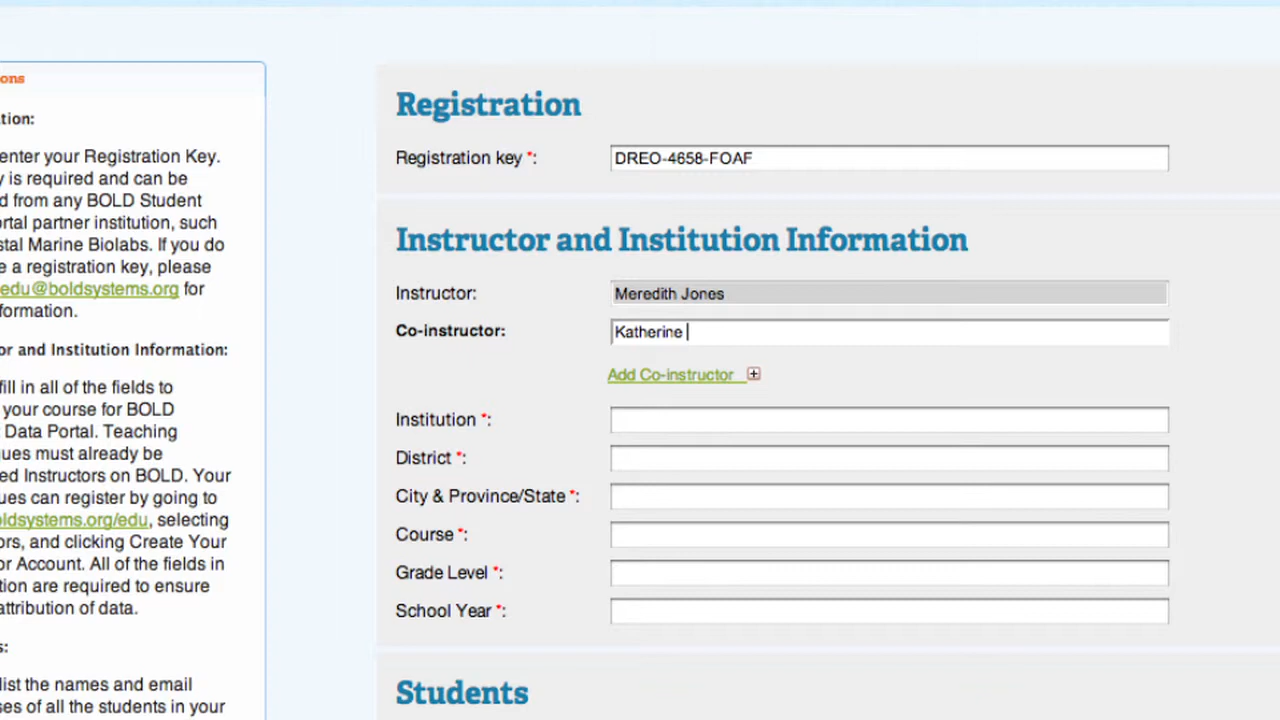 ons
tion:
enter your Registration Key.
y is required and can be
d from any BOLD Student
ortal partner institution, such
stal Marine Biolabs. If you do
e a registration key, please
edu@boldsystems.org for
formation.
or and Institution Information:
fill in all of the fields to
your course for BOLD
Data Portal. Teaching
ues must already be
ed Instructors on BOLD. Your
ues can register by going to
oldsystems.org/edu, selecting
ors, and clicking Create Your
or Account. All of the fields in
tion are required to ensure
attribution of data.
s:
list the names and email
ses of all the students in your
Registration
Registration key *: DREO-4658-FOAF
Instructor and Institution Information
Instructor: Meredith Jones
Co-instructor: Katherine
Add Co-instructor
Institution *:
District *:
City & Province/State *:
Course *:
Grade Level *:
School Year *:
Students